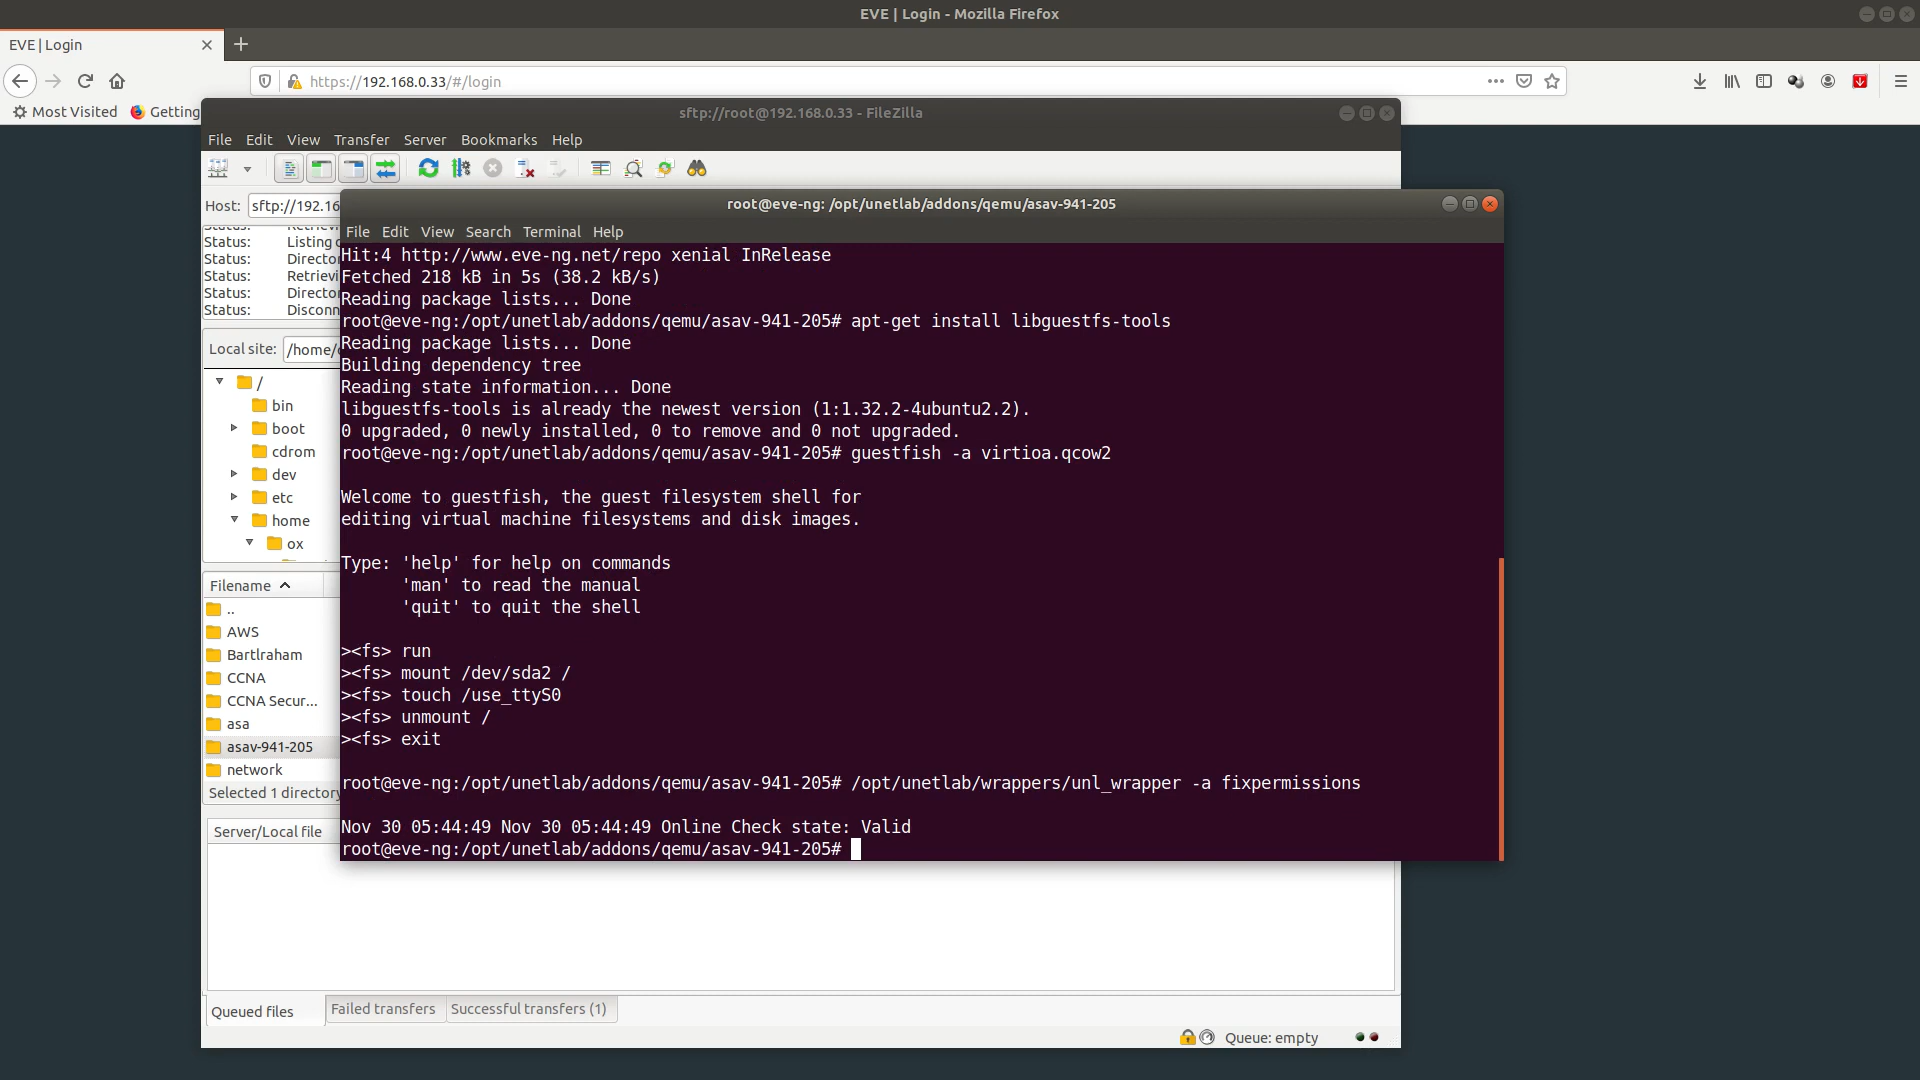 EVE | Login - Mozilla Firefox
EVE | Login
https://192.168.0.33/#/login
Most Visited
Getting
sftp://root@192.168.0.33 - FileZilla
File Edit View Transfer Server Bookmarks Help
Host: sftp://192.16
root@eve-ng: /opt/unetlab/addons/qemu/asav-941-205
File Edit View Search Terminal Help
Status:
Status: Listing
Status: Director
Status: Retrievi
Status: Director
Status: Disconn
Local site: /home/
/
bin
boot
cdrom
dev
etc
home
ox
Filename
..
AWS
Bartlraham
CCNA
CCNA Secur...
asa
asav-941-205
network
Selected 1 directory
Server/Local file
Hit:4 http://www.eve-ng.net/repo xenial InRelease
Fetched 218 kB in 5s (38.2 kB/s)
Reading package lists... Done
root@eve-ng:/opt/unetlab/addons/qemu/asav-941-205# apt-get install libguestfs-tools
Reading package lists... Done
Building dependency tree
Reading state information... Done
libguestfs-tools is already the newest version (1:1.32.2-4ubuntu2.2).
0 upgraded, 0 newly installed, 0 to remove and 0 not upgraded.
root@eve-ng:/opt/unetlab/addons/qemu/asav-941-205# guestfish -a virtioa.qcow2
Welcome to guestfish, the guest filesystem shell for
editing virtual machine filesystems and disk images.
Type: 'help' for help on commands
'man' to read the manual
'quit' to quit the shell
><fs> run
><fs> mount /dev/sda2 /
><fs> touch /use_ttyS0
><fs> unmount /
><fs> exit
root@eve-ng:/opt/unetlab/addons/qemu/asav-941-205# /opt/unetlab/wrappers/unl_wrapper -a fixpermissions
Nov 30 05:44:49 Nov 30 05:44:49 Online Check state: Valid
root@eve-ng:/opt/unetlab/addons/qemu/asav-941-205#
Queued files Failed transfers Successful transfers (1)
Queue: empty